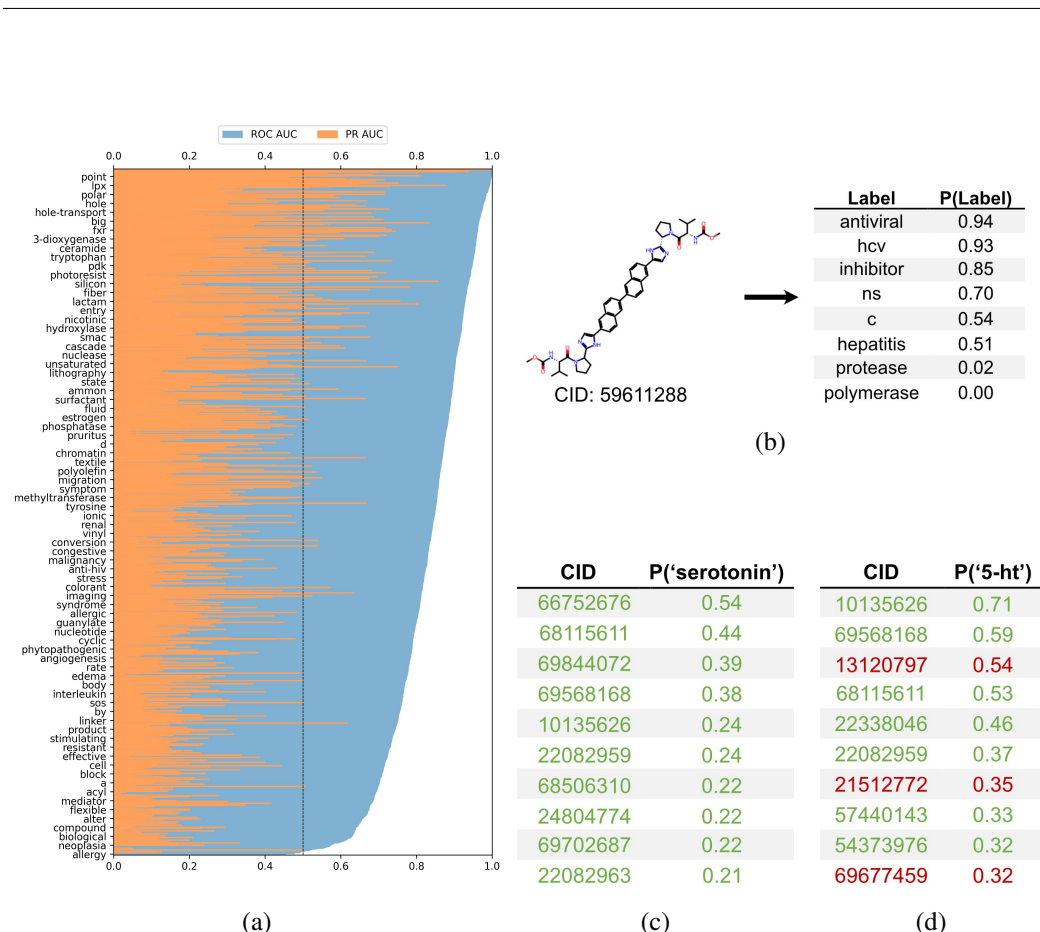 ROC AUC PR AUC
0.0 0.2 0.4 0.6 0.8 1.0
point
lpx
polar
hole
hole-transport
big
fxr
3-dioxygenase
ceramide
tryptophan
pdk
photoresist
silicon
fiber
lactam
entry
nicotinic
hydroxylase
smac
cascade
nuclease
unsaturated
lithography
state
ammon
surfactant
fluid
estrogen
phosphatase
pruritus
d
chromatin
textile
polyolefin
migration
symptom
methyltransferase
tyrosine
ionic
renal
vinyl
conversion
congestive
malignancy
anti-hiv
stress
colorant
imaging
syndrome
allergic
guanylate
nucleotide
cyclic
phytopathogenic
angiogenesis
rate
edema
body
interleukin
sos
by
linker
product
stimulating
resistant
effective
cell
block
a
acyl
mediator
flexible
alter
compound
biological
neoplasia
allergy
0.0 0.2 0.4 0.6 0.8 1.0
(a)
CID: 59611288
Label P(Label)
antiviral 0.94
hcv 0.93
inhibitor 0.85
ns 0.70
c 0.54
hepatitis 0.51
protease 0.02
polymerase 0.00
(b)
CID P(‘serotonin’)
66752676 0.54
68115611 0.44
69844072 0.39
69568168 0.38
10135626 0.24
22082959 0.24
68506310 0.22
24804774 0.22
69702687 0.22
22082963 0.21
(c)
CID P(‘5-ht’)
10135626 0.71
69568168 0.59
13120797 0.54
68115611 0.53
22338046 0.46
22082959 0.37
21512772 0.35
57440143 0.33
54373976 0.32
69677459 0.32
(d)